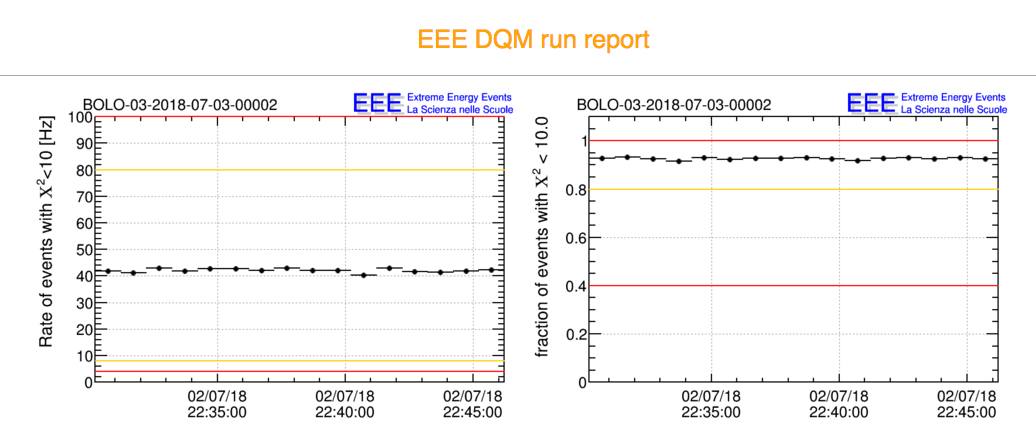 EEE DQM run report
BOLO-03-2018-07-03-00002
EEE Extreme Energy Events
La Scienza nelle Scuole
Rate of events with X²<10 [Hz]
100
90
80
70
60
50
40
30
20
10
0
02/07/18 02/07/18 02/07/18
22:35:00 22:40:00 22:45:00
BOLO-03-2018-07-03-00002
EEE Extreme Energy Events
La Scienza nelle Scuole
fraction of events with X² < 10.0
1
0.8
0.6
0.4
0.2
0
02/07/18 02/07/18 02/07/18
22:35:00 22:40:00 22:45:00